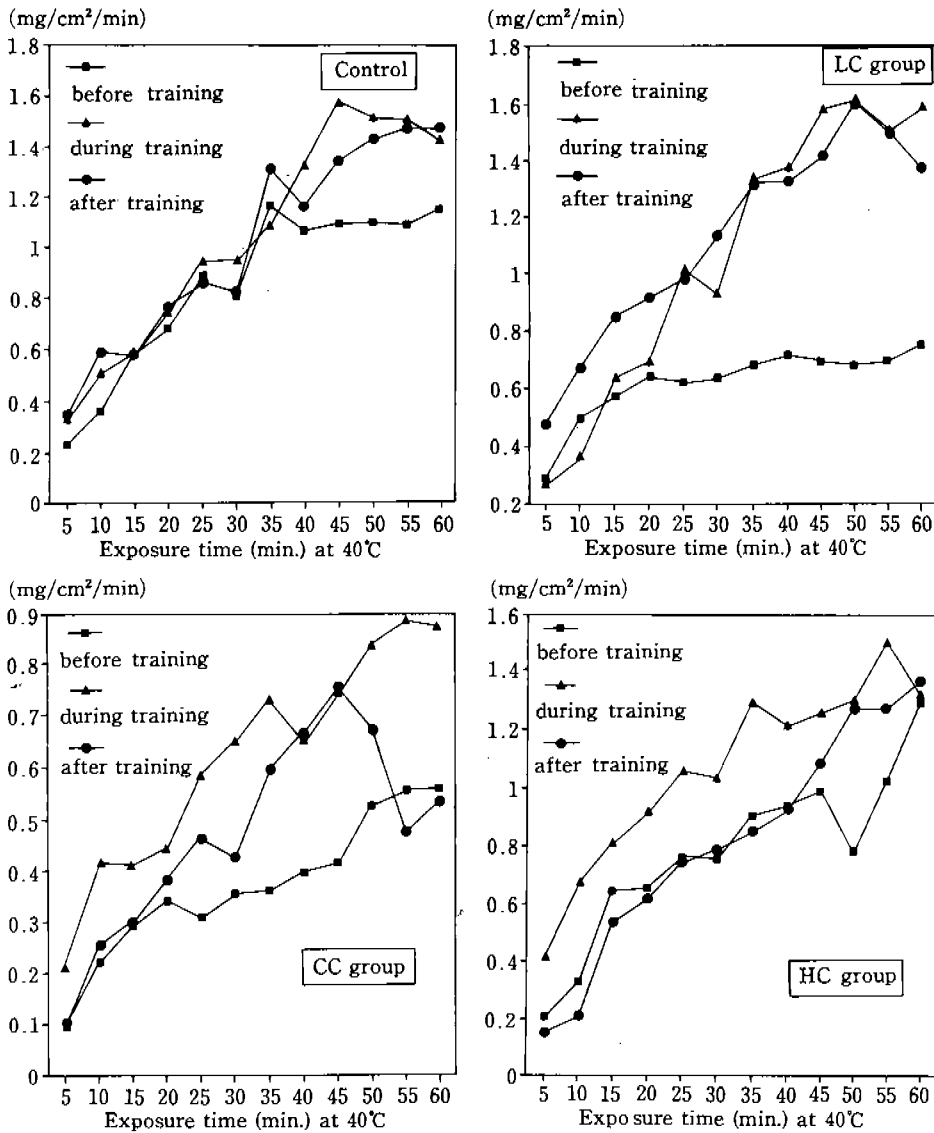 (mg/cm²/min)
1.8
1.6
1.4
1.2
1
0.8
0.6
0.4
0.2
0
Control
before training
during training
after training
5 10 15 20 25 30 35 40 45 50 55 60
Exposure time (min.) at 40℃
(mg/cm²/min)
1.8
1.6
1.4
1.2
1
0.8
0.6
0.4
0.2
LC group
before training
during training
after training
5 10 15 20 25 30 35 40 45 50 55 60
Exposure time (min.) at 40℃
(mg/cm²/min)
0.9
0.8
0.7
0.6
0.5
0.4
0.3
0.2
0.1
0
before training
during training
after training
CC group
5 10 15 20 25 30 35 40 45 50 55 60
Exposure time (min.) at 40℃
(mg/cm²/min)
1.6
1.4
1.2
1
0.8
0.6
0.4
0.2
0
before training
during training
after training
HC group
5 10 15 20 25 30 35 40 45 50 55 60
Exposure time (min.) at 40℃